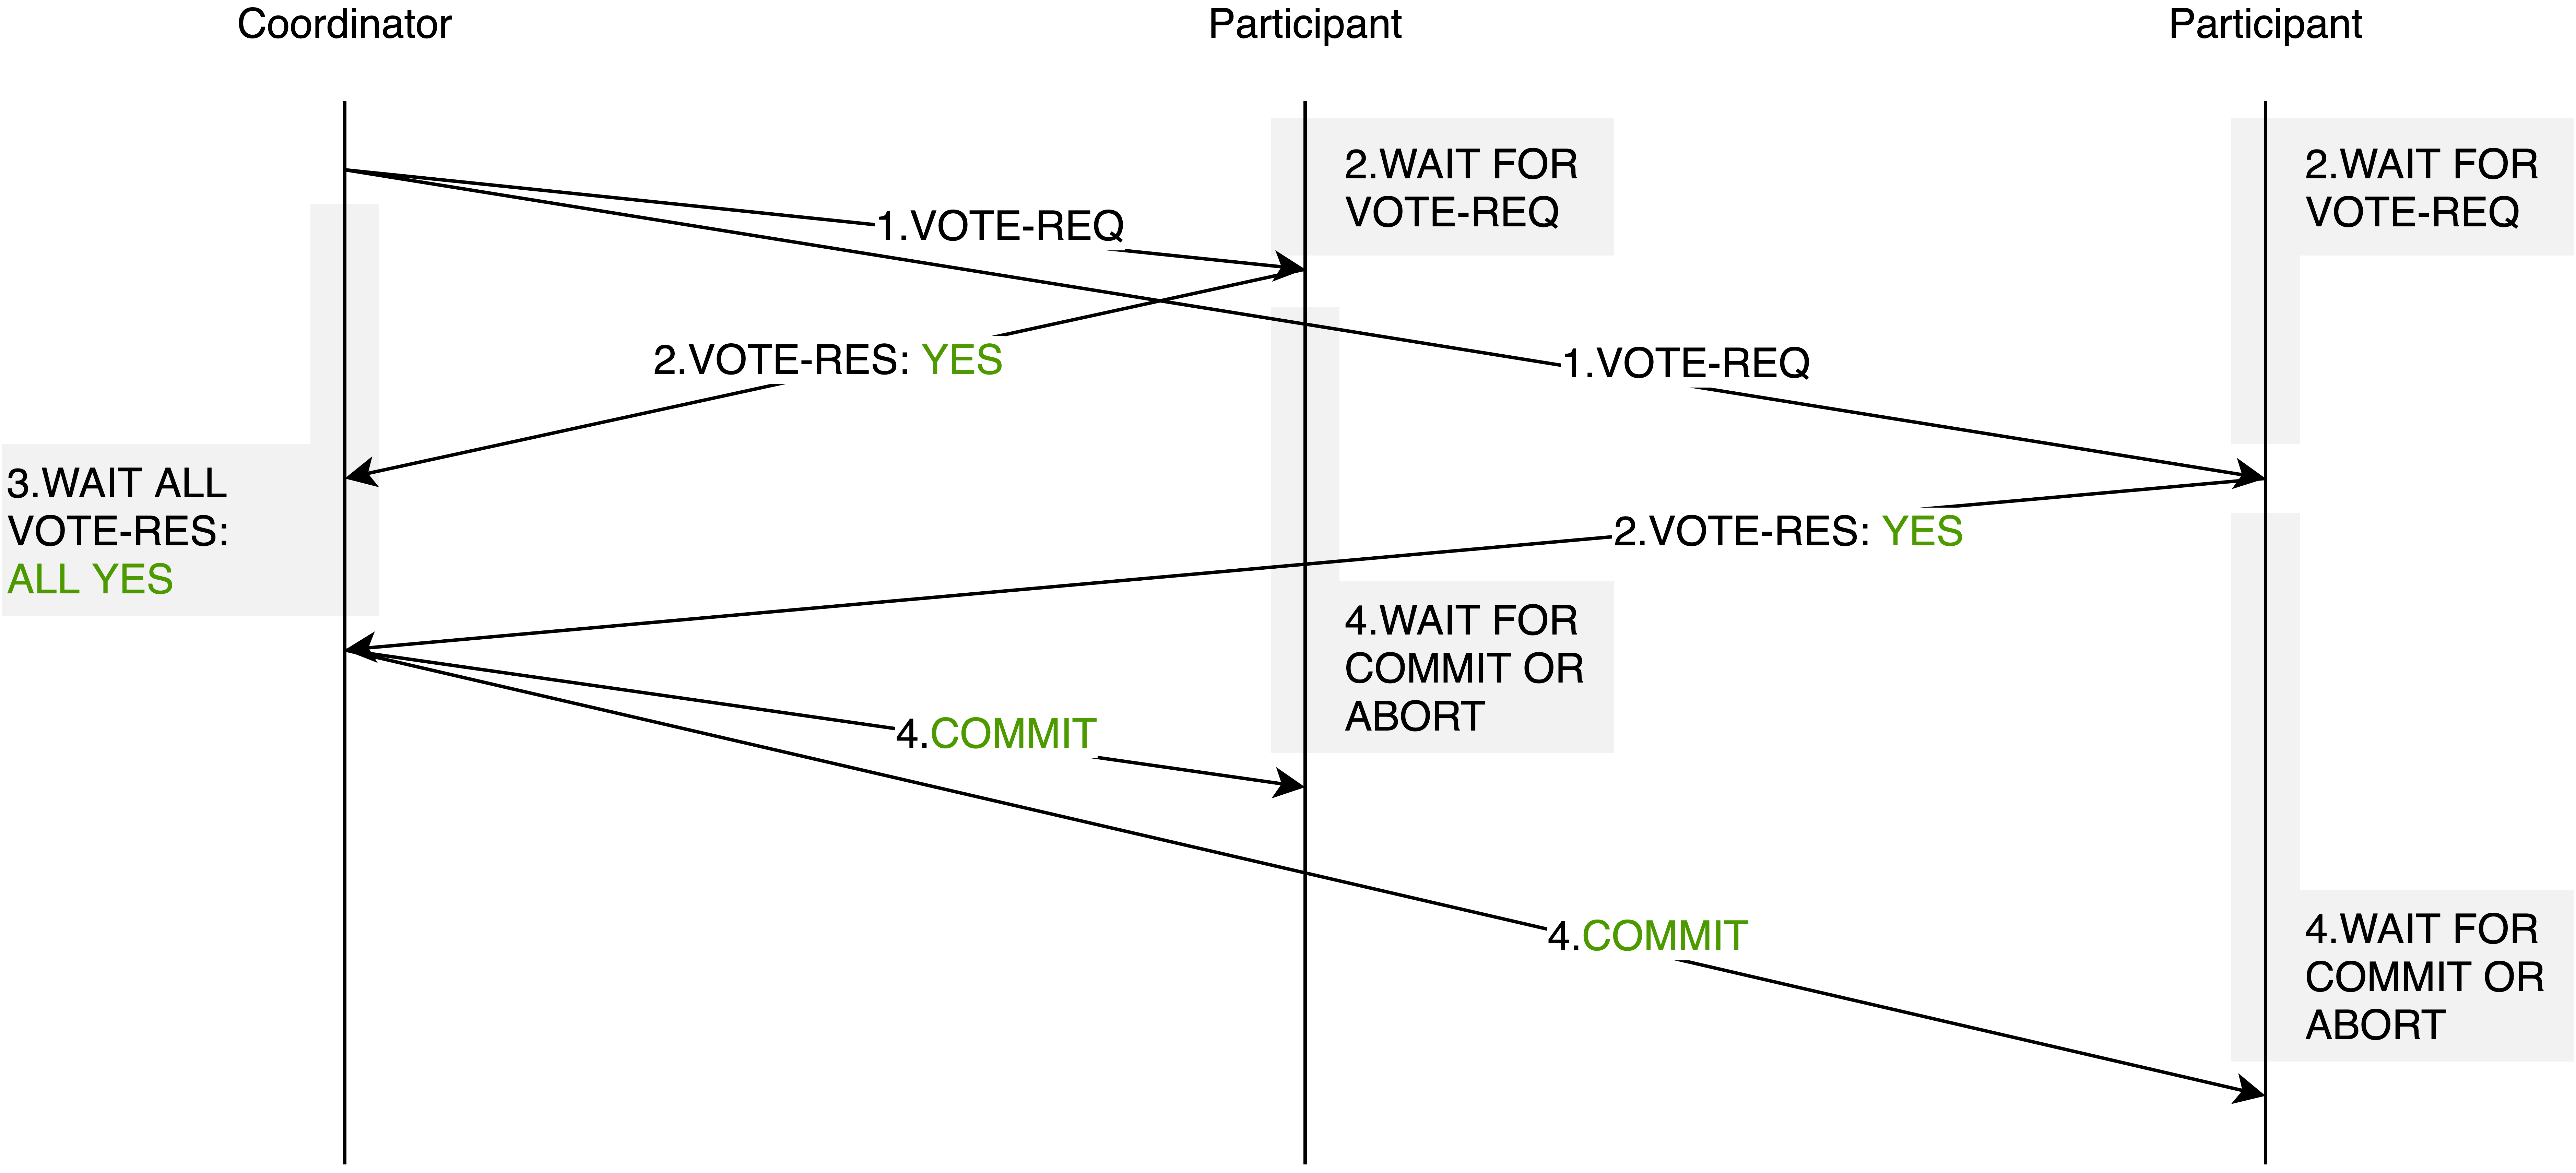 Coordinator
Participant
Participant
2.WAIT FOR
VOTE-REQ
2.WAIT FOR
VOTE-REQ
1.VOTE-REQ
2.VOTE-RES: YES
1.VOTE-REQ
3.WAIT ALL
VOTE-RES:
ALL YES
2.VOTE-RES: YES
4.WAIT FOR
COMMIT OR
ABORT
4.COMMIT
4.COMMIT
4.WAIT FOR
COMMIT OR
ABORT